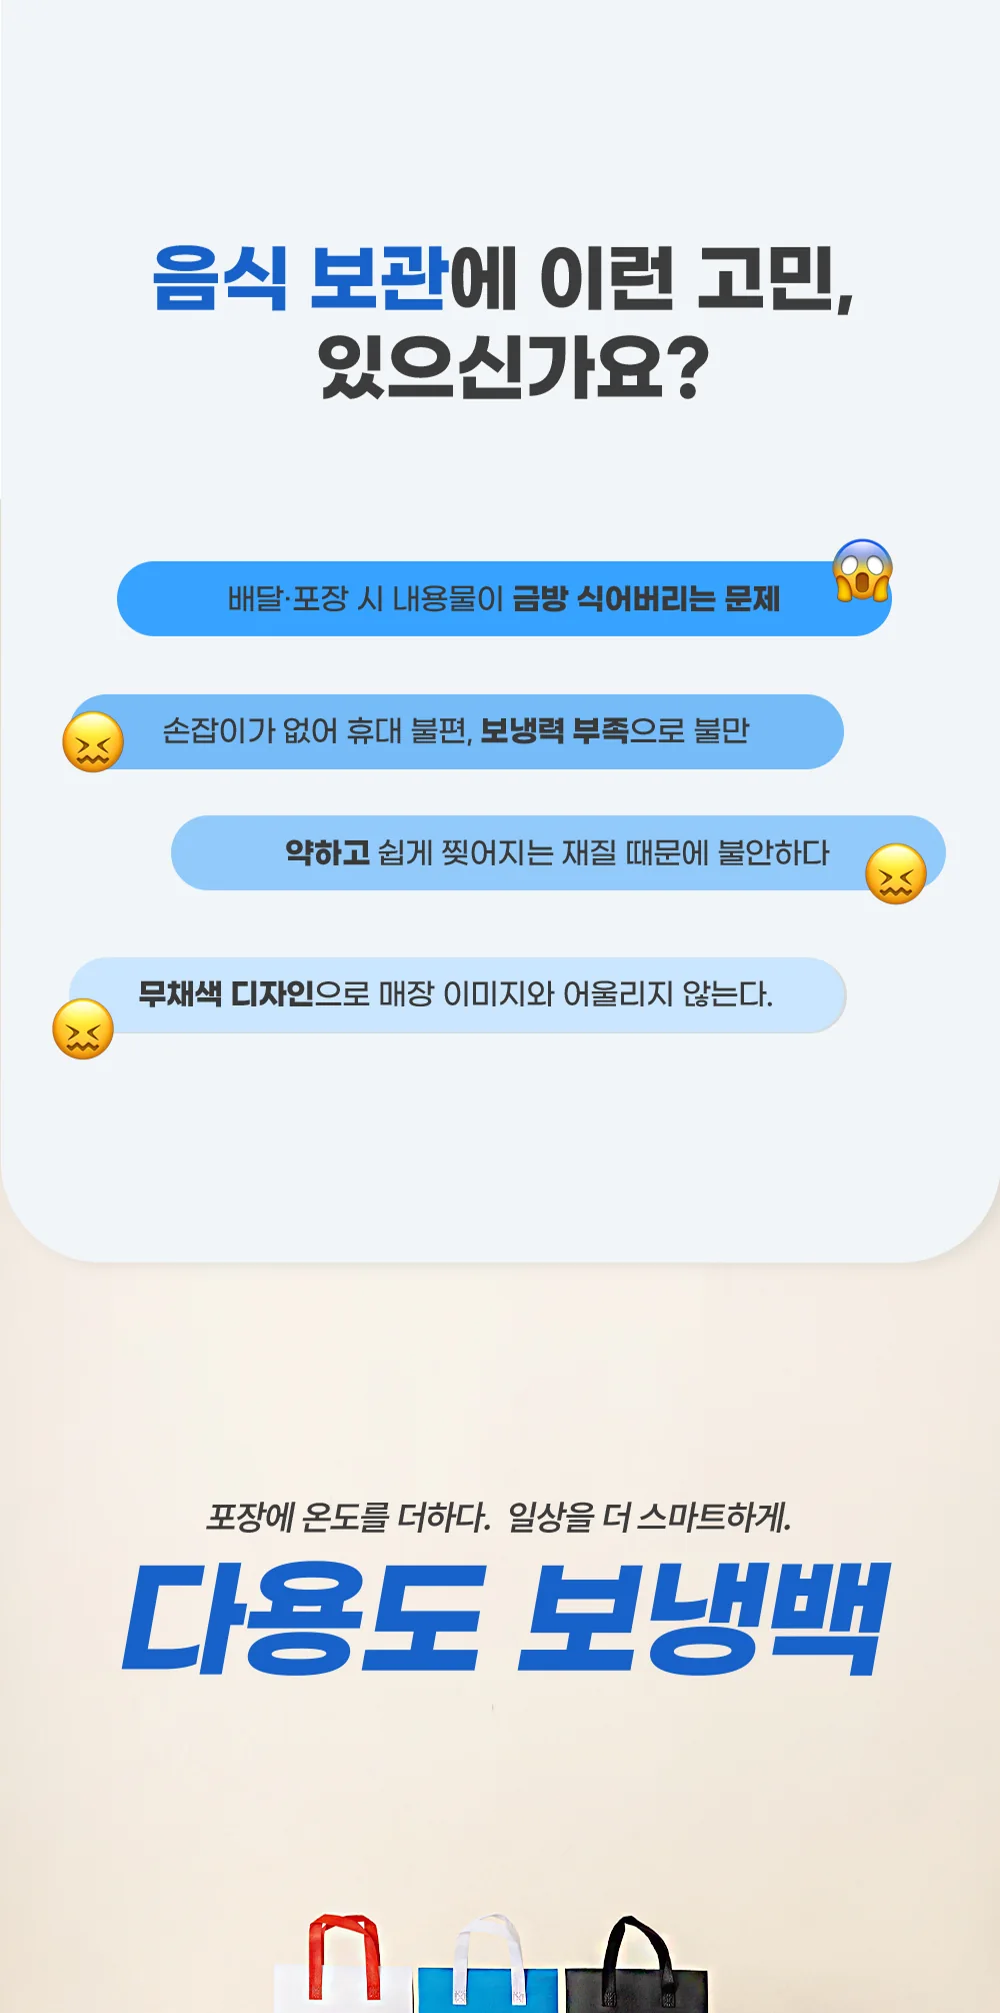 음식 보관에 이런 고민,
있으신가요?
배달·포장 시 내용물이 금방 식어버리는 문제
손잡이가 없어 휴대 불편, 보냉력 부족으로 불만
약하고 쉽게 찢어지는 재질 때문에 불안하다
무채색 디자인으로 매장 이미지와 어울리지 않는다.
포장에 온도를 더하다. 일상을 더 스마트하게.
다용도 보냉백